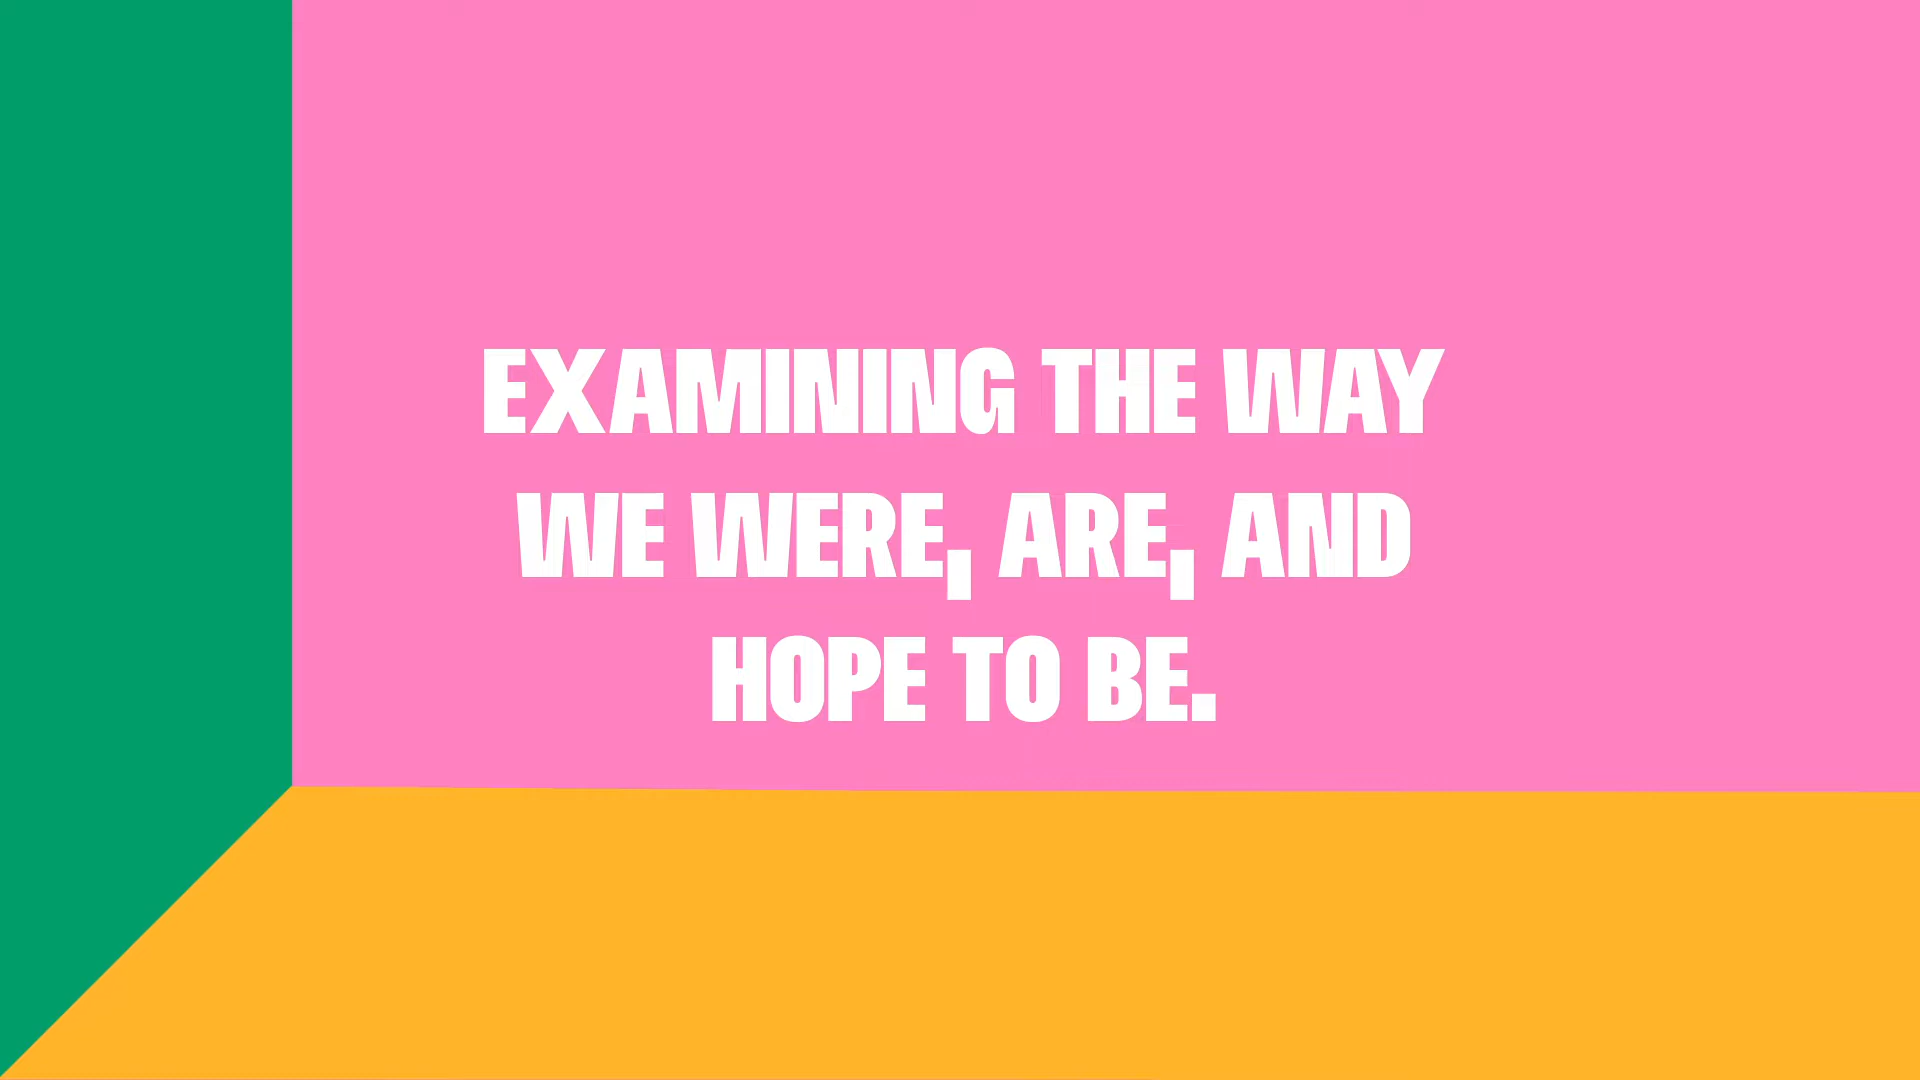 EXAMINING THE WAY
WE WERE, ARE, AND
HOPE TO BE.